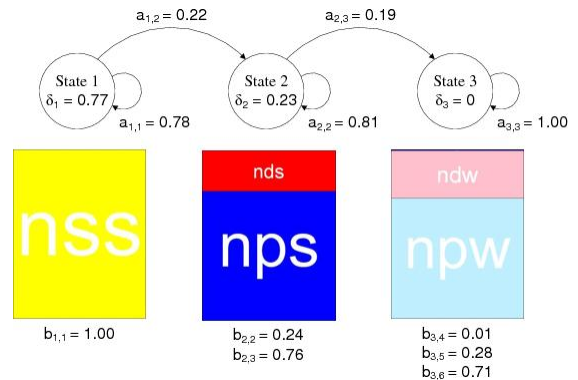 a1,2 = 0.22
a2,3 = 0.19
State 1
δ1 = 0.77
State 2
δ2 = 0.23
State 3
δ3 = 0
a1,1 = 0.78
a2,2 = 0.81
a3,3 = 1.00
nss
nds
nps
ndw
npw
b1,1 = 1.00
b2,2 = 0.24
b2,3 = 0.76
b3,4 = 0.01
b3,5 = 0.28
b3,6 = 0.71